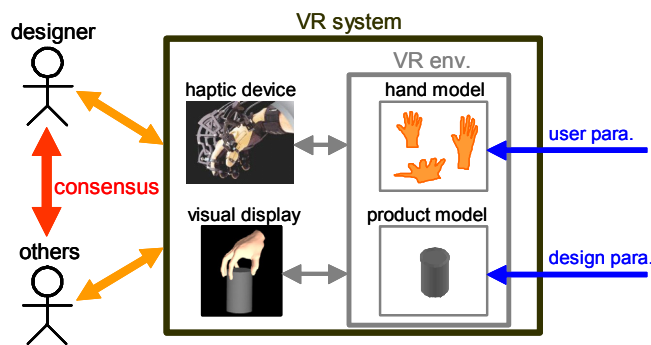 designer
VR system
VR env.
haptic device
hand model
user para.
consensus
visual display
product model
others
design para.